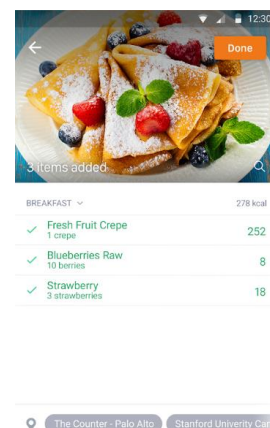 12:30
Done
3 items added
BREAKFAST 278 kcal
Fresh Fruit Crepe 252
1 crepe
Blueberries Raw 8
10 berries
Strawberry 18
3 strawberries
The Counter - Palo Alto Stanford Univerity Car